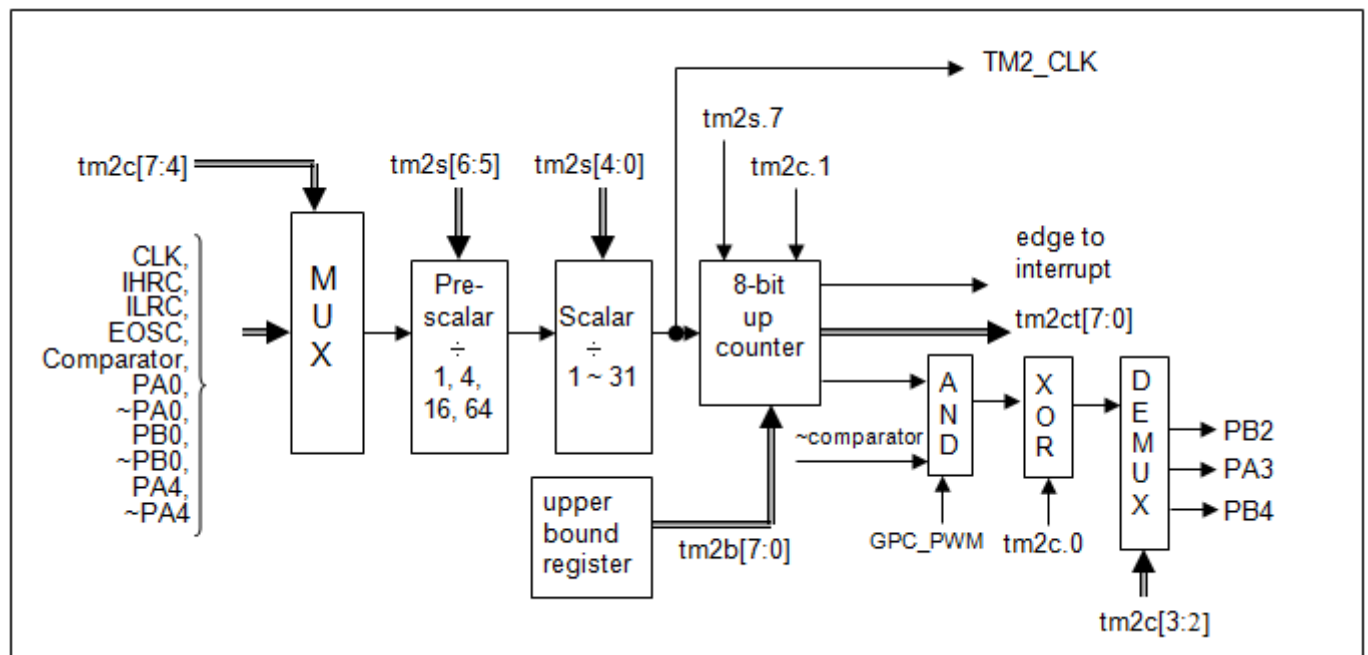 TM2_CLK
tm2s.7
tm2c[7:4]
tm2s[6:5]
tm2s[4:0]
tm2c.1
CLK,
IHRC,
ILRC,
EOSC,
Comparator,
PA0,
~PA0,
PB0,
~PB0,
PA4,
~PA4
M
U
X
Pre-
scalar
÷
1, 4,
16, 64
Scalar
÷
1 ~ 31
8-bit
up
counter
edge to
interrupt
tm2ct[7:0]
A
N
D
X
O
R
D
E
M
U
X
~comparator
PB2
PA3
PB4
upper
bound
register
tm2b[7:0]
GPC_PWM
tm2c.0
tm2c[3:2]